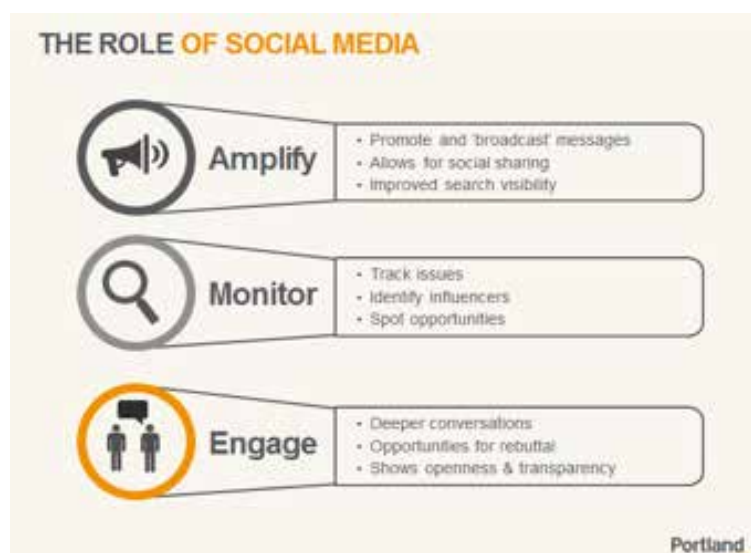 THE ROLE OF SOCIAL MEDIA
Amplify
• Promote and 'broadcast' messages
• Allows for social sharing
• Improved search visibility
Monitor
• Track issues
• Identify influencers
• Spot opportunities
Engage
• Deeper conversations
• Opportunities for rebuttal
• Shows openness & transparency
Portland